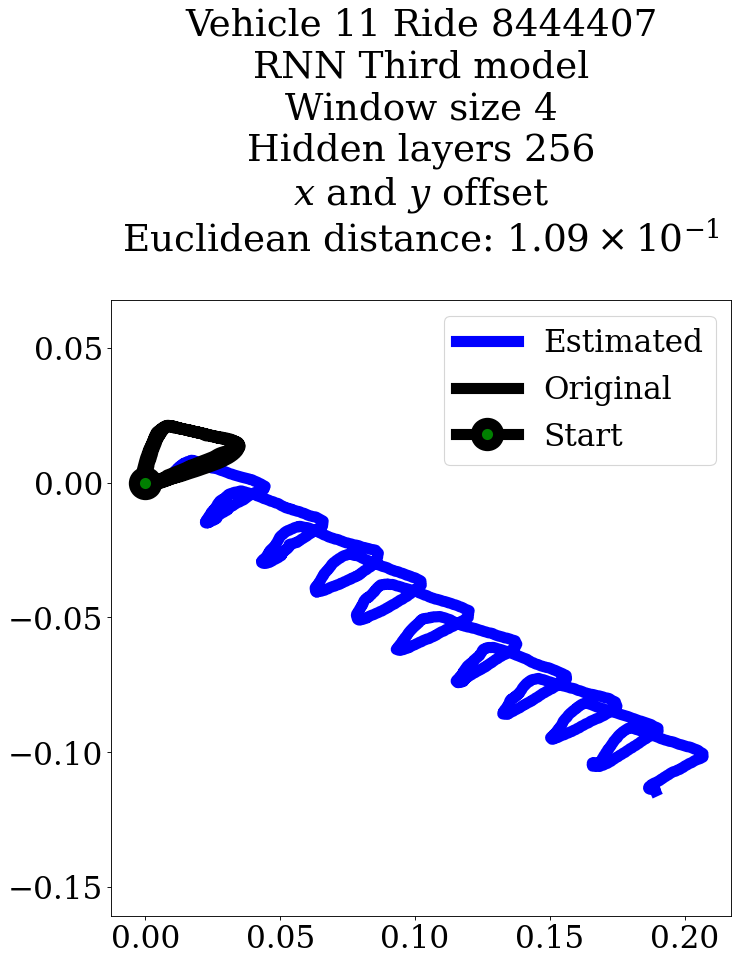 Vehicle 11 Ride 8444407
RNN Third model
Window size 4
Hidden layers 256
x and y offset
Euclidean distance: 1.09 × 10⁻¹
Estimated
Original
Start
0.05
0.00
−0.05
−0.10
−0.15
0.00 0.05 0.10 0.15 0.20